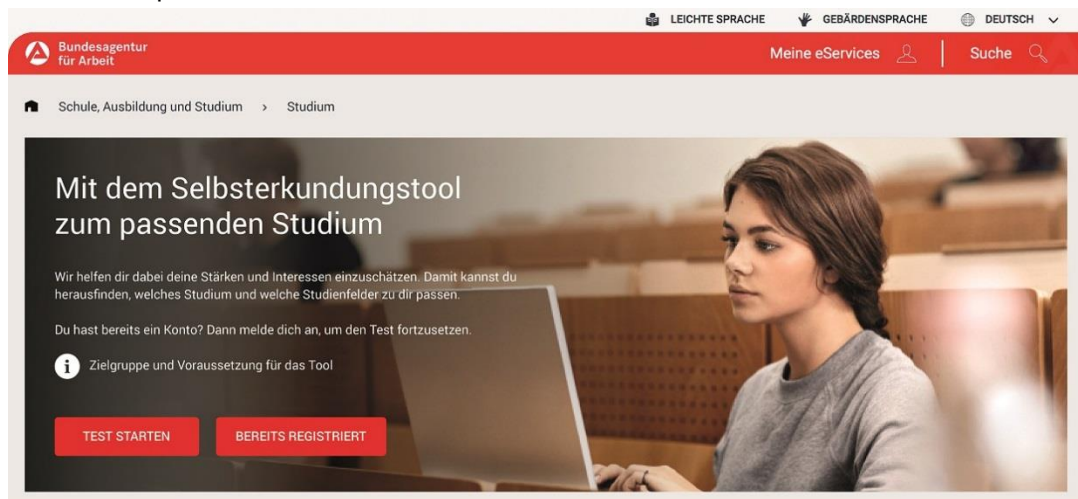 LEICHTE SPRACHE GEBÄRDENSPRACHE DEUTSCH
Bundesagentur
für Arbeit
Meine eServices Suche
Schule, Ausbildung und Studium > Studium
Mit dem Selbsterkundungstool
zum passenden Studium
Wir helfen dir dabei deine Stärken und Interessen einzuschätzen. Damit kannst du
herausfinden, welches Studium und welche Studienfelder zu dir passen.
Du hast bereits ein Konto? Dann melde dich an, um den Test fortzusetzen.
i Zielgruppe und Voraussetzung für das Tool
TEST STARTEN BEREITS REGISTRIERT